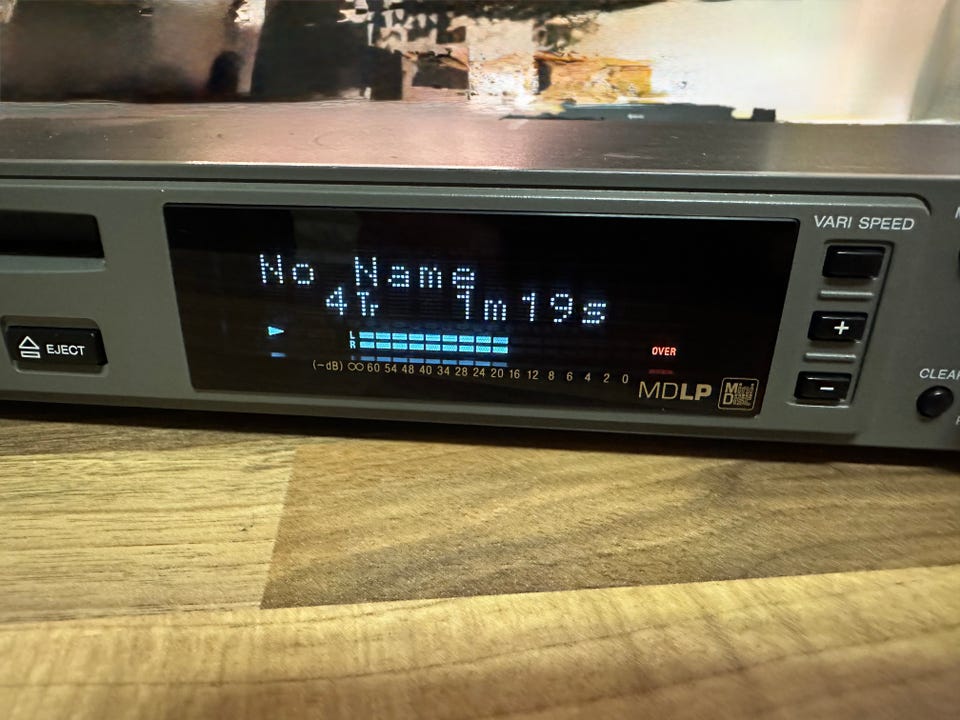 VARI SPEED
No Name
4Tr 1m19s
EJECT
+
L
R
OVER
(−dB) ∞ 60 54 48 40 34 28 24 20 16 12 8 6 4 2 0
-
MDLP
CLEAR